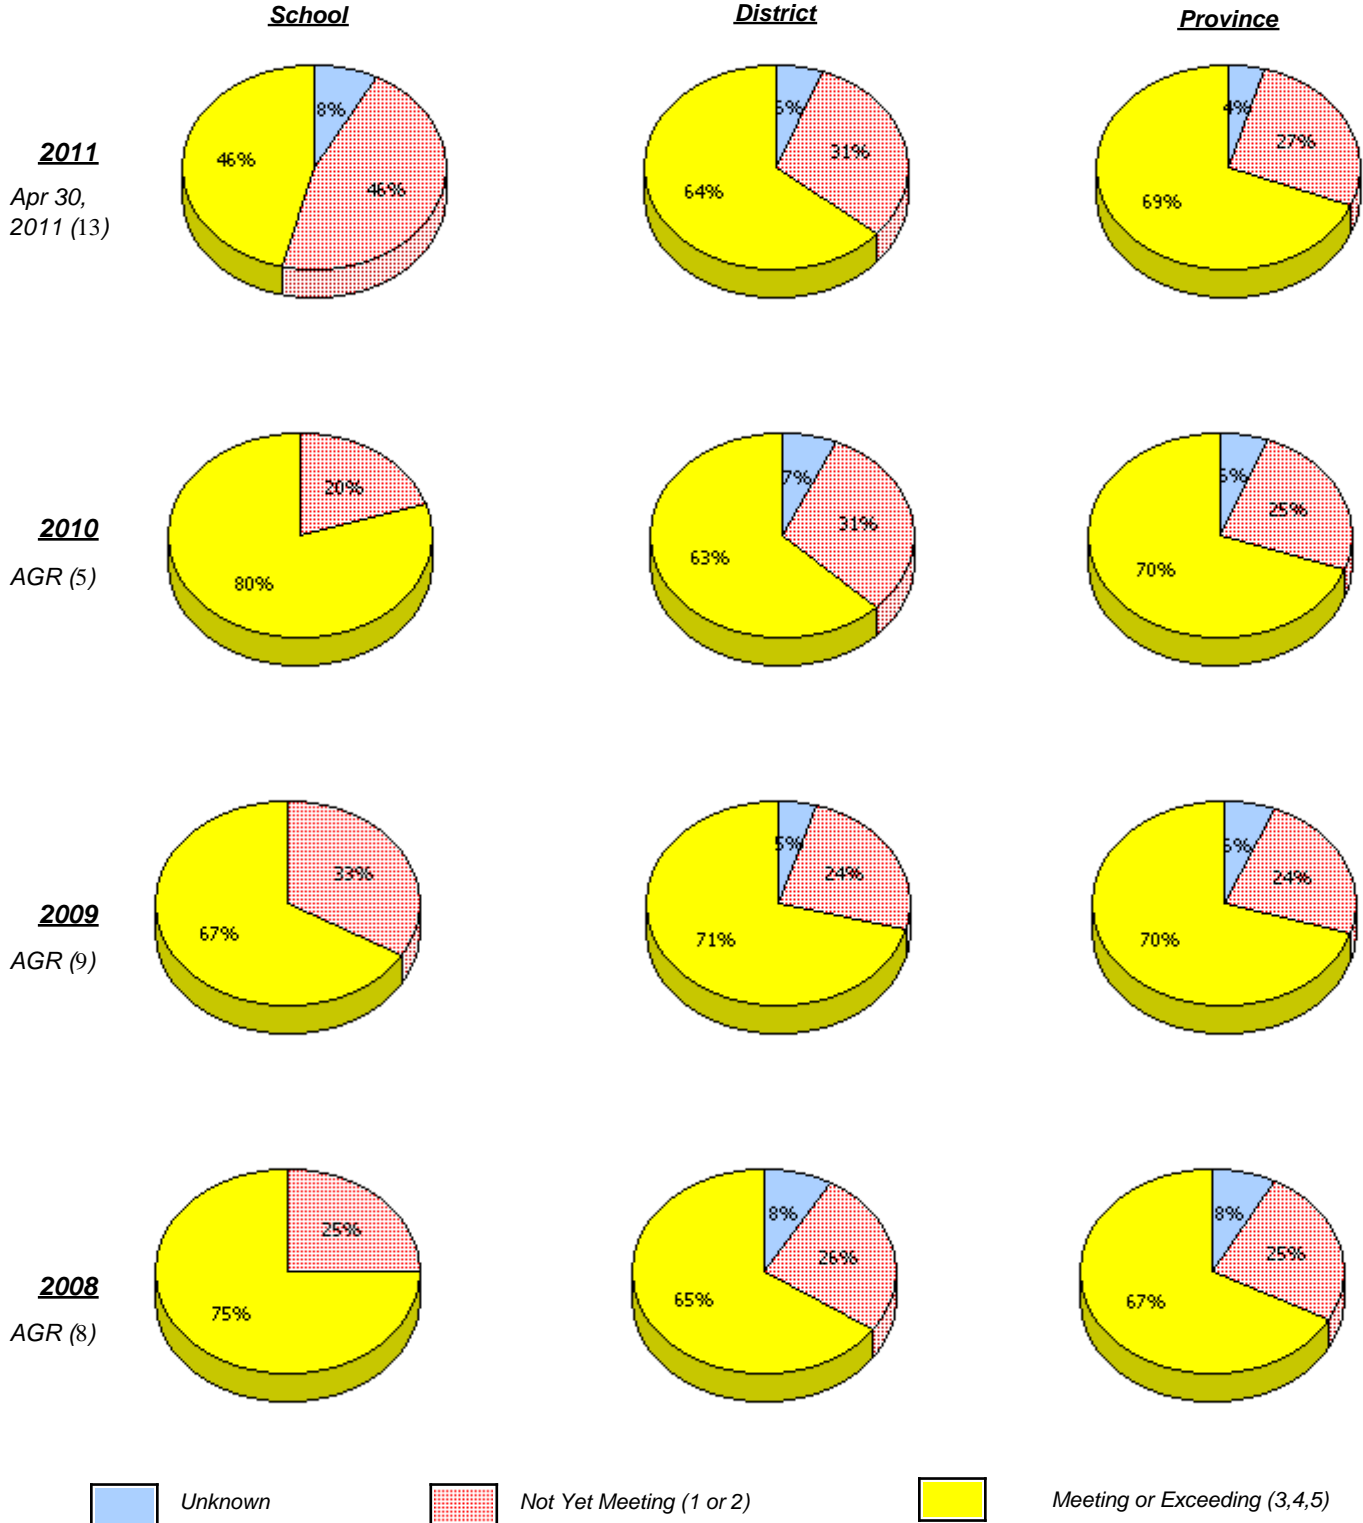 School District Province
8% 6% 4%
46% 46% 64% 31% 69% 27%
2011
Apr 30,
2011 (13)
20% 7% 31% 6% 25%
80% 63% 70%
2010
AGR (5)
33% 5% 24% 6% 24%
67% 71% 70%
2009
AGR (9)
25% 8% 26% 8% 25%
75% 65% 67%
2008
AGR (8)
Unknown Not Yet Meeting (1 or 2) Meeting or Exceeding (3,4,5)